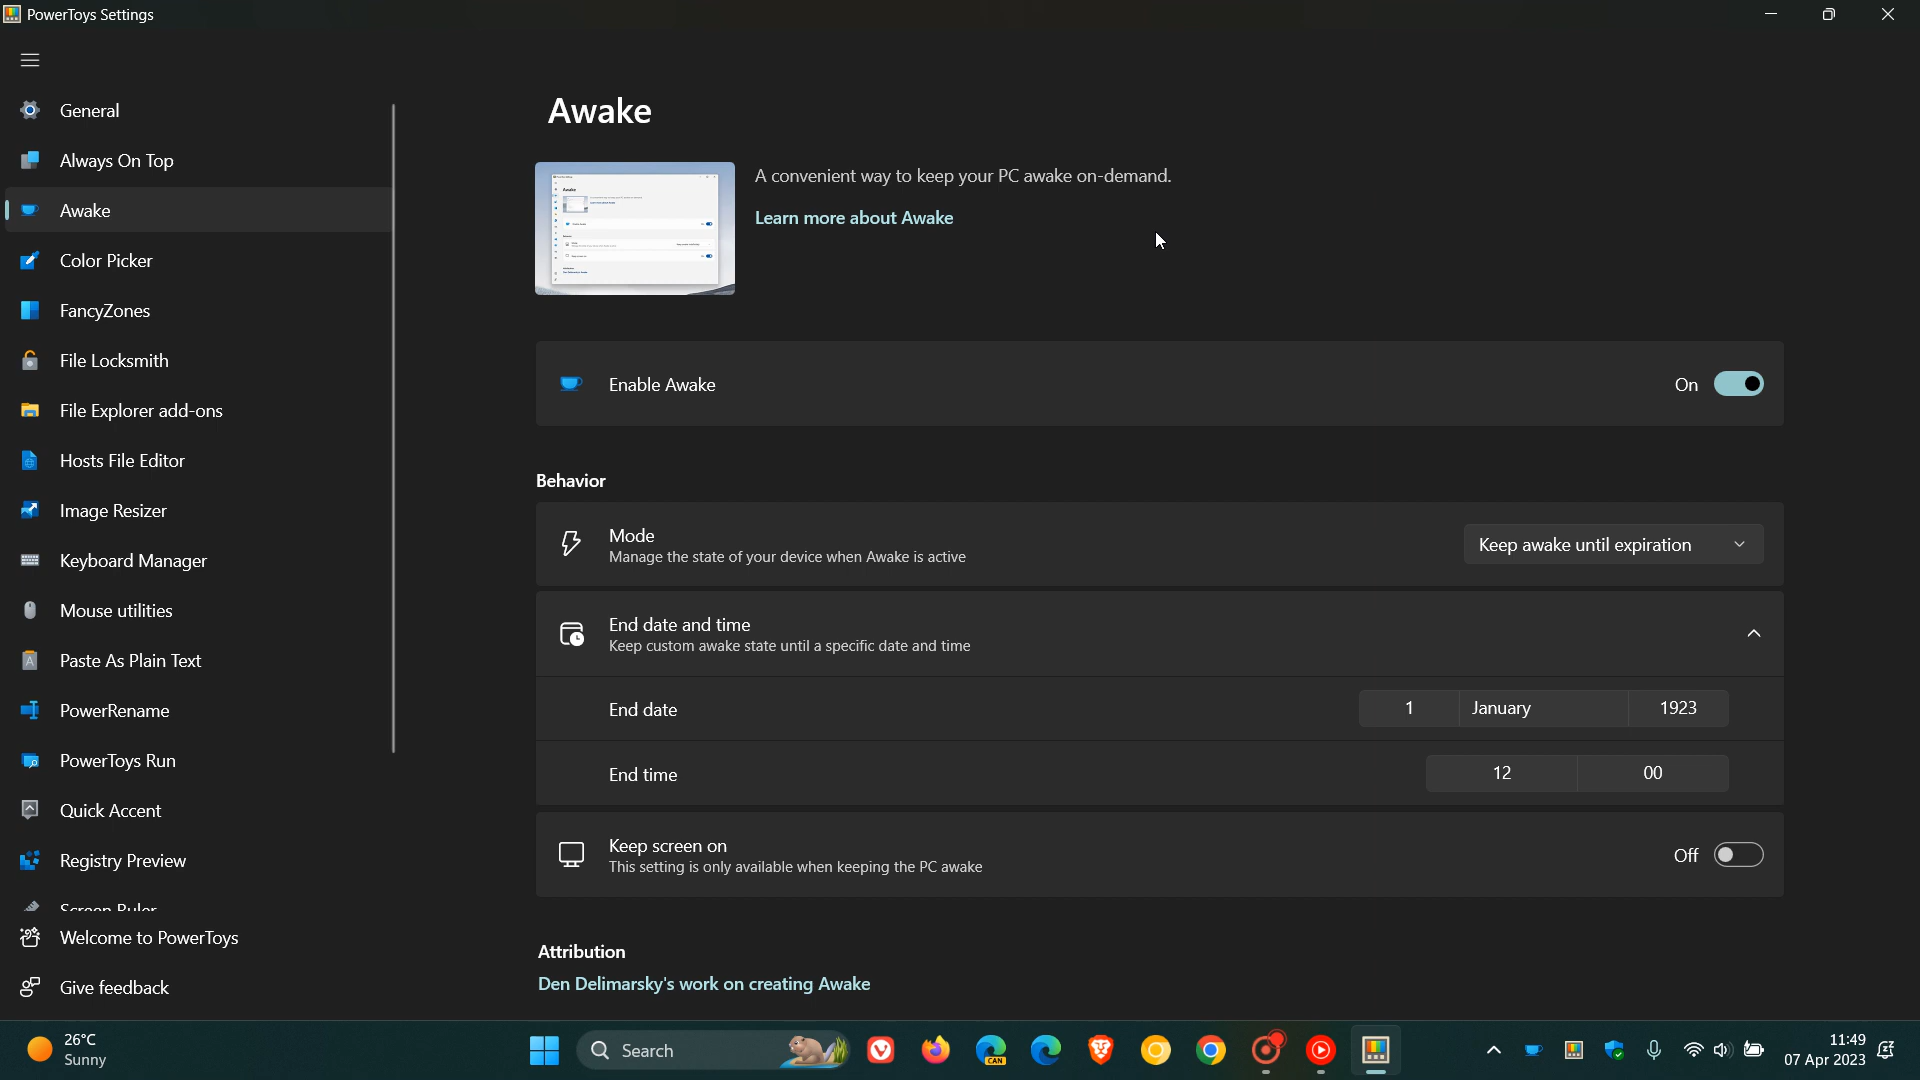 PowerToys Settings
General
Always On Top
Awake
Color Picker
FancyZones
File Locksmith
File Explorer add-ons
Hosts File Editor
Image Resizer
Keyboard Manager
Mouse utilities
Paste As Plain Text
PowerRename
PowerToys Run
Quick Accent
Registry Preview
Screen Ruler
Welcome to PowerToys
Give feedback
Awake
A convenient way to keep your PC awake on-demand.
Learn more about Awake
Enable Awake
On
Behavior
Mode
Manage the state of your device when Awake is active
Keep awake until expiration
End date and time
Keep custom awake state until a specific date and time
End date
1 January 1923
End time
12 00
Keep screen on
This setting is only available when keeping the PC awake
Off
Attribution
Den Delimarsky's work on creating Awake
26°C
Sunny
Search
CAN
11:49
07 Apr 2023